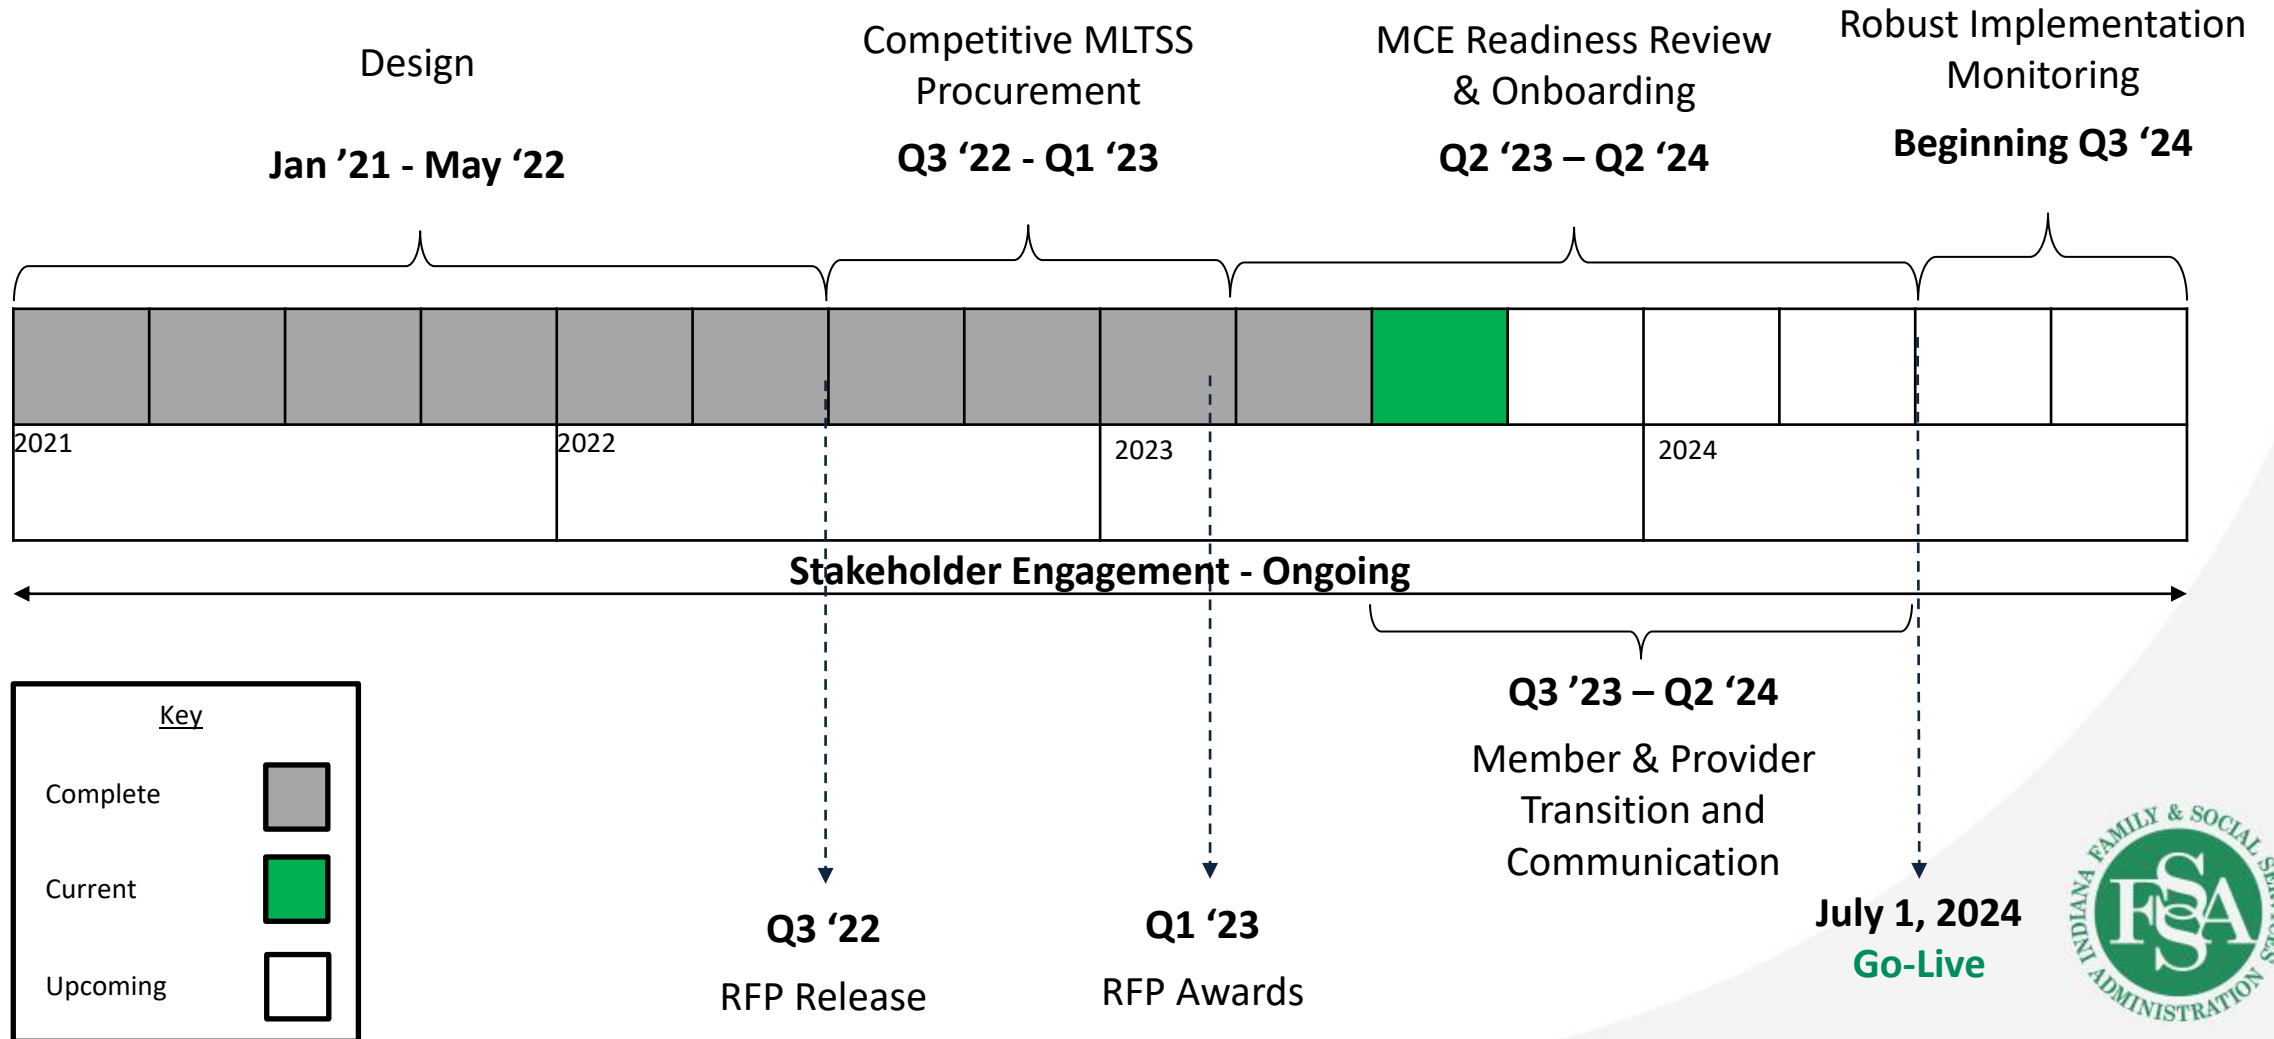 Design
Jan ’21 - May ‘22
Competitive MLTSS
Procurement
Q3 ‘22 - Q1 ‘23
MCE Readiness Review
& Onboarding
Q2 ‘23 – Q2 ‘24
Robust Implementation
Monitoring
Beginning Q3 ‘24
2021
2022
2023
2024
Stakeholder Engagement - Ongoing
Q3 ’23 – Q2 ‘24
Member & Provider
Transition and
Communication
Key
Complete
Current
Upcoming
Q3 ‘22
RFP Release
Q1 ‘23
RFP Awards
July 1, 2024
Go-Live
INDIANA FAMILY & SOCIAL SERVICES ADMINISTRATION
FSSA